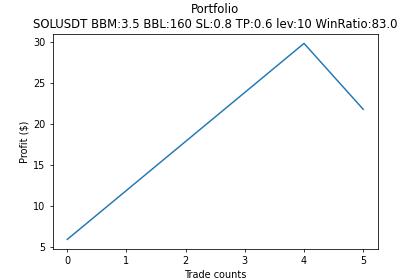 Portfolio
SOLUSDT BBM:3.5 BBL:160 SL:0.8 TP:0.6 lev:10 WinRatio:83.0
Profit ($)
30
25
20
15
10
5
0 1 2 3 4 5
Trade counts